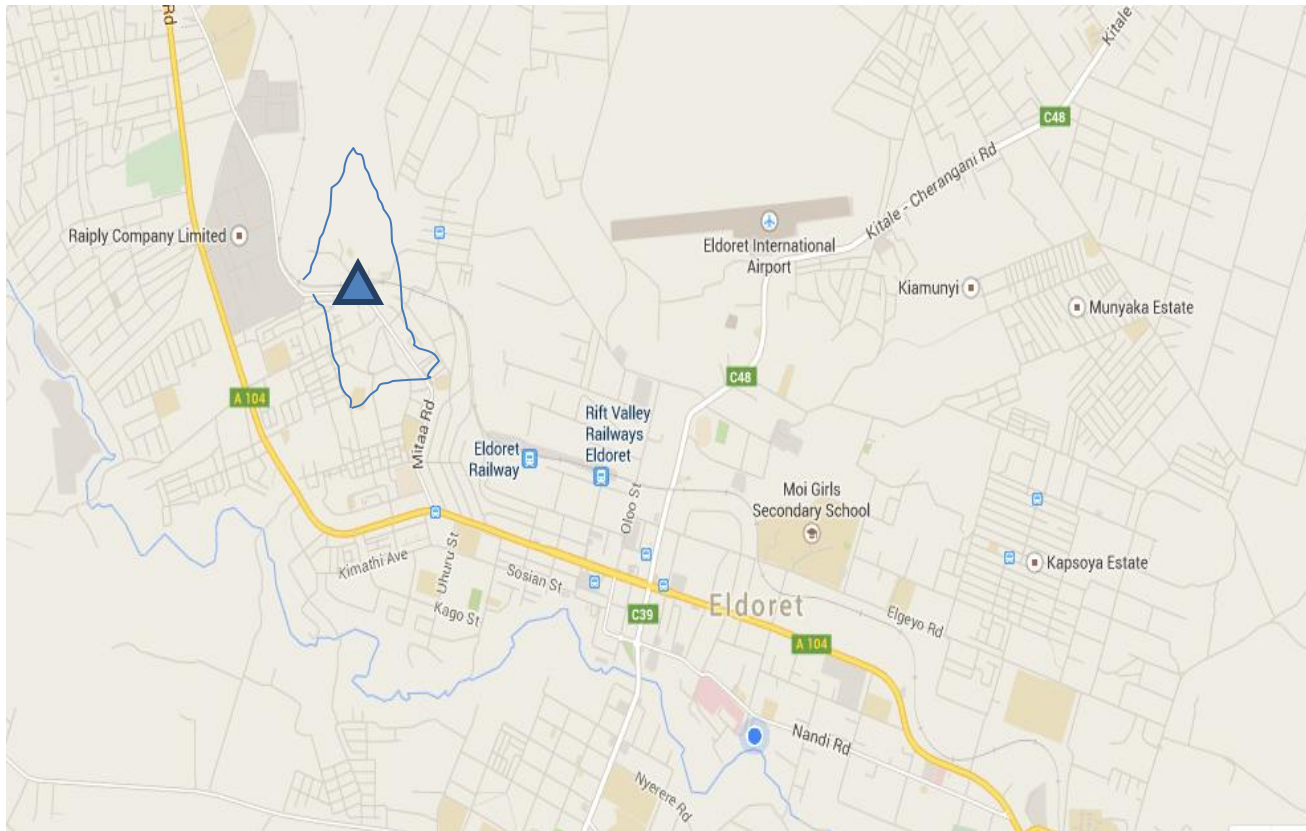 Rd
Kitale
C48
Kitale - Cherangani Rd
Raiply Company Limited
Eldoret International
Airport
Kiamunyi
Munyaka Estate
C48
A 104
Mitaa Rd
Rift Valley
Railways
Eldoret
Eldoret
Railway
Oloo St
Moi Girls
Secondary School
Kimathi Ave
Uhuru St
Sosian St
Kago St
Kapsoya Estate
C39
Eldoret
Elgeyo Rd
A 104
Nandi Rd
Nyerere Rd